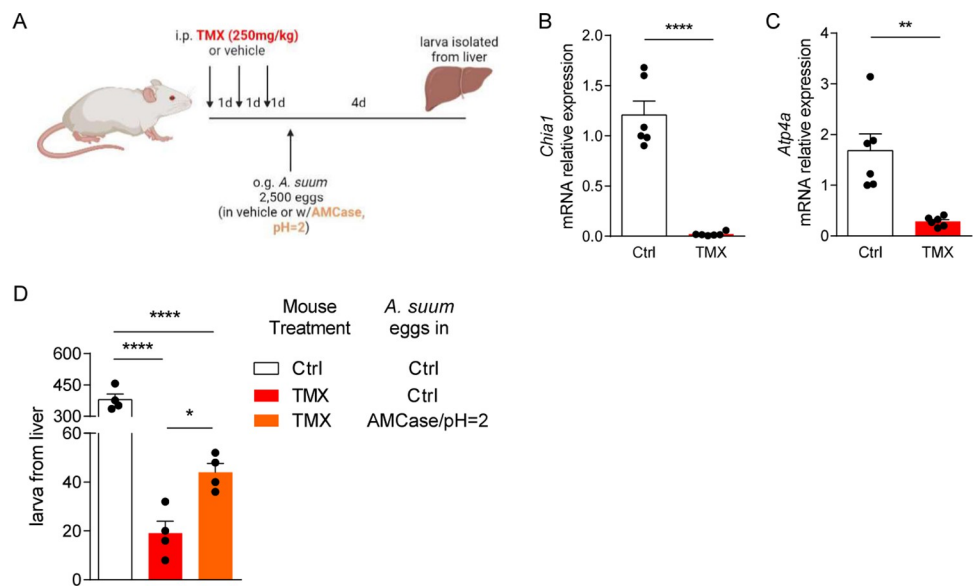 A
i.p. TMX (250mg/kg)
or vehicle
larva isolated
from liver
1d 1d 1d 4d
o.g. A. suum
2,500 eggs
(in vehicle or w/AMCase,
pH=2)
B
Chia1
mRNA relative expression
****
2.0
1.5
1.0
0.5
0.0
Ctrl TMX
C
Atp4a
mRNA relative expression
**
4
3
2
1
0
Ctrl TMX
D
larva from liver
****
****
*
600
450
300
60
40
20
0
Mouse A. suum
Treatment eggs in
Ctrl Ctrl
TMX Ctrl
TMX AMCase/pH=2